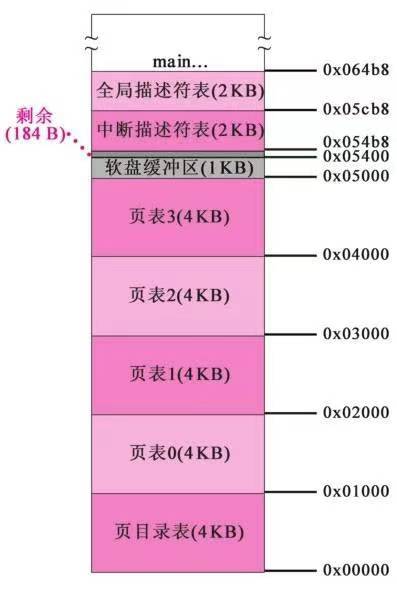 main…
0x064b8
全局描述符表(2KB)
0x05cb8
剩余
(184 B)
中断描述符表(2KB)
0x054b8
0x05400
软盘缓冲区(1KB)
0x05000
页表3(4KB)
0x04000
页表2(4KB)
0x03000
页表1(4KB)
0x02000
页表0(4KB)
0x01000
页目录表(4KB)
0x00000